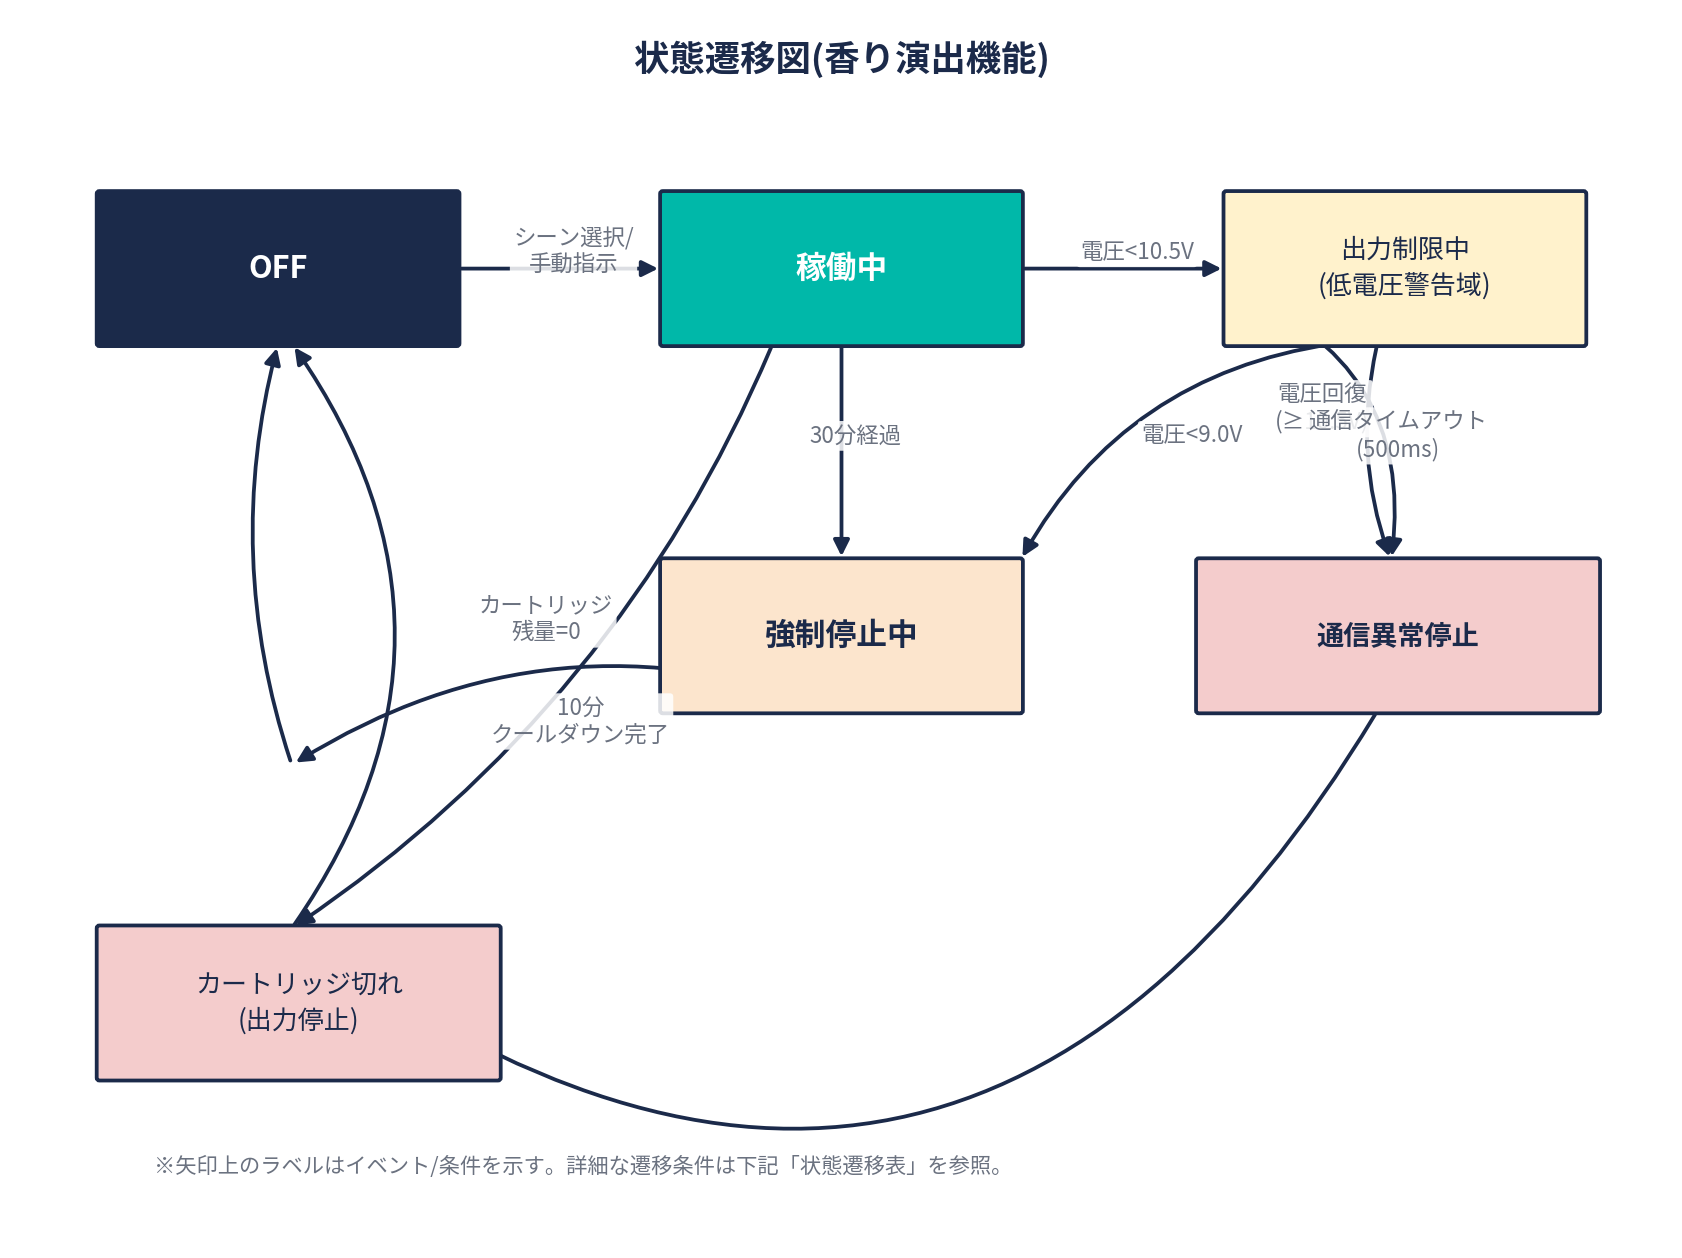 状態遷移図(香り演出機能)
OFF
シーン選択/
手動指示
稼働中
電圧<10.5V
出力制限中
(低電圧警告域)
30分経過
電圧<9.0V
電圧回復
(≥
通信タイムアウト
(500ms)
カートリッジ
残量=0
強制停止中
通信異常停止
10分
クールダウン完了
カートリッジ切れ
(出力停止)
※矢印上のラベルはイベント/条件を示す。詳細な遷移条件は下記「状態遷移表」を参照。